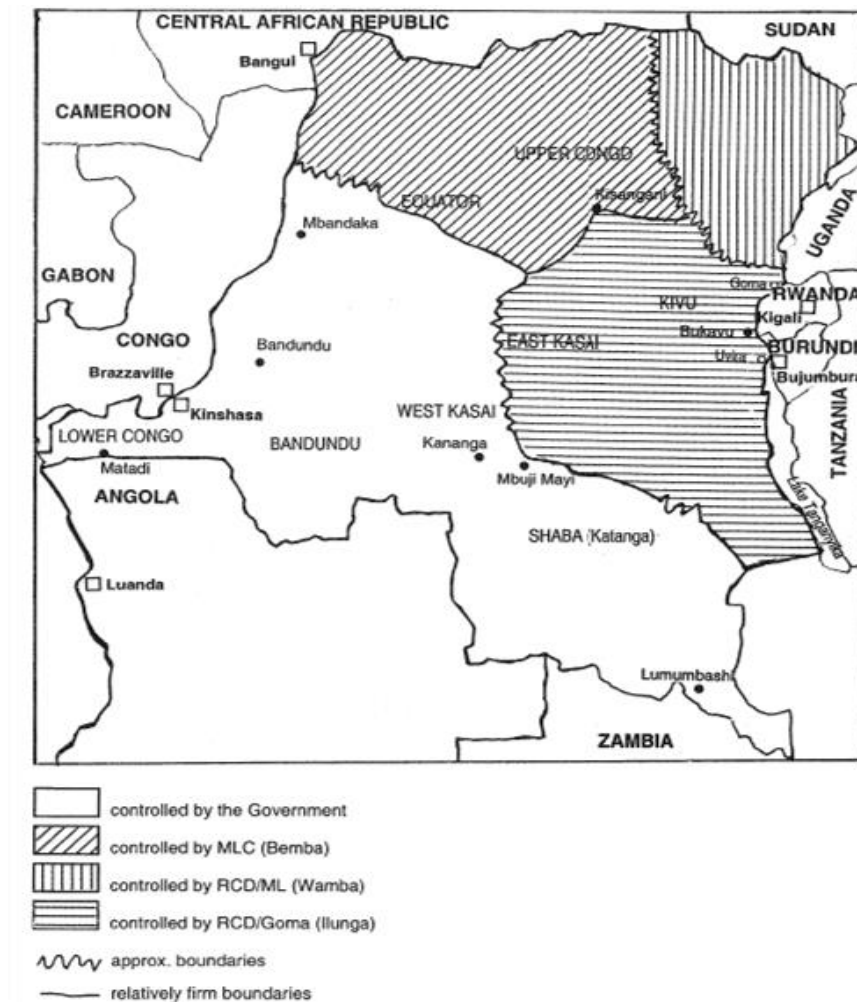 CENTRAL AFRICAN REPUBLIC
SUDAN
Bangui
CAMEROON
UPPER CONGO
EQUATOR
Kisangani
Mbandaka
UGANDA
GABON
Goma
RWANDA
KIVU
Kigali
CONGO
Bukavu
EAST KASAI
BURUNDI
Bandundu
Uvira
Brazzaville
Bujumbura
Kinshasa
WEST KASAI
TANZANIA
LOWER CONGO
BANDUNDU
Kananga
Matadi
Mbuji Mayi
ANGOLA
Lake Tanganyika
SHABA (Katanga)
Luanda
Lumumbashi
ZAMBIA
controlled by the Government
controlled by MLC (Bemba)
controlled by RCD/ML (Wamba)
controlled by RCD/Goma (Ilunga)
approx. boundaries
relatively firm boundaries